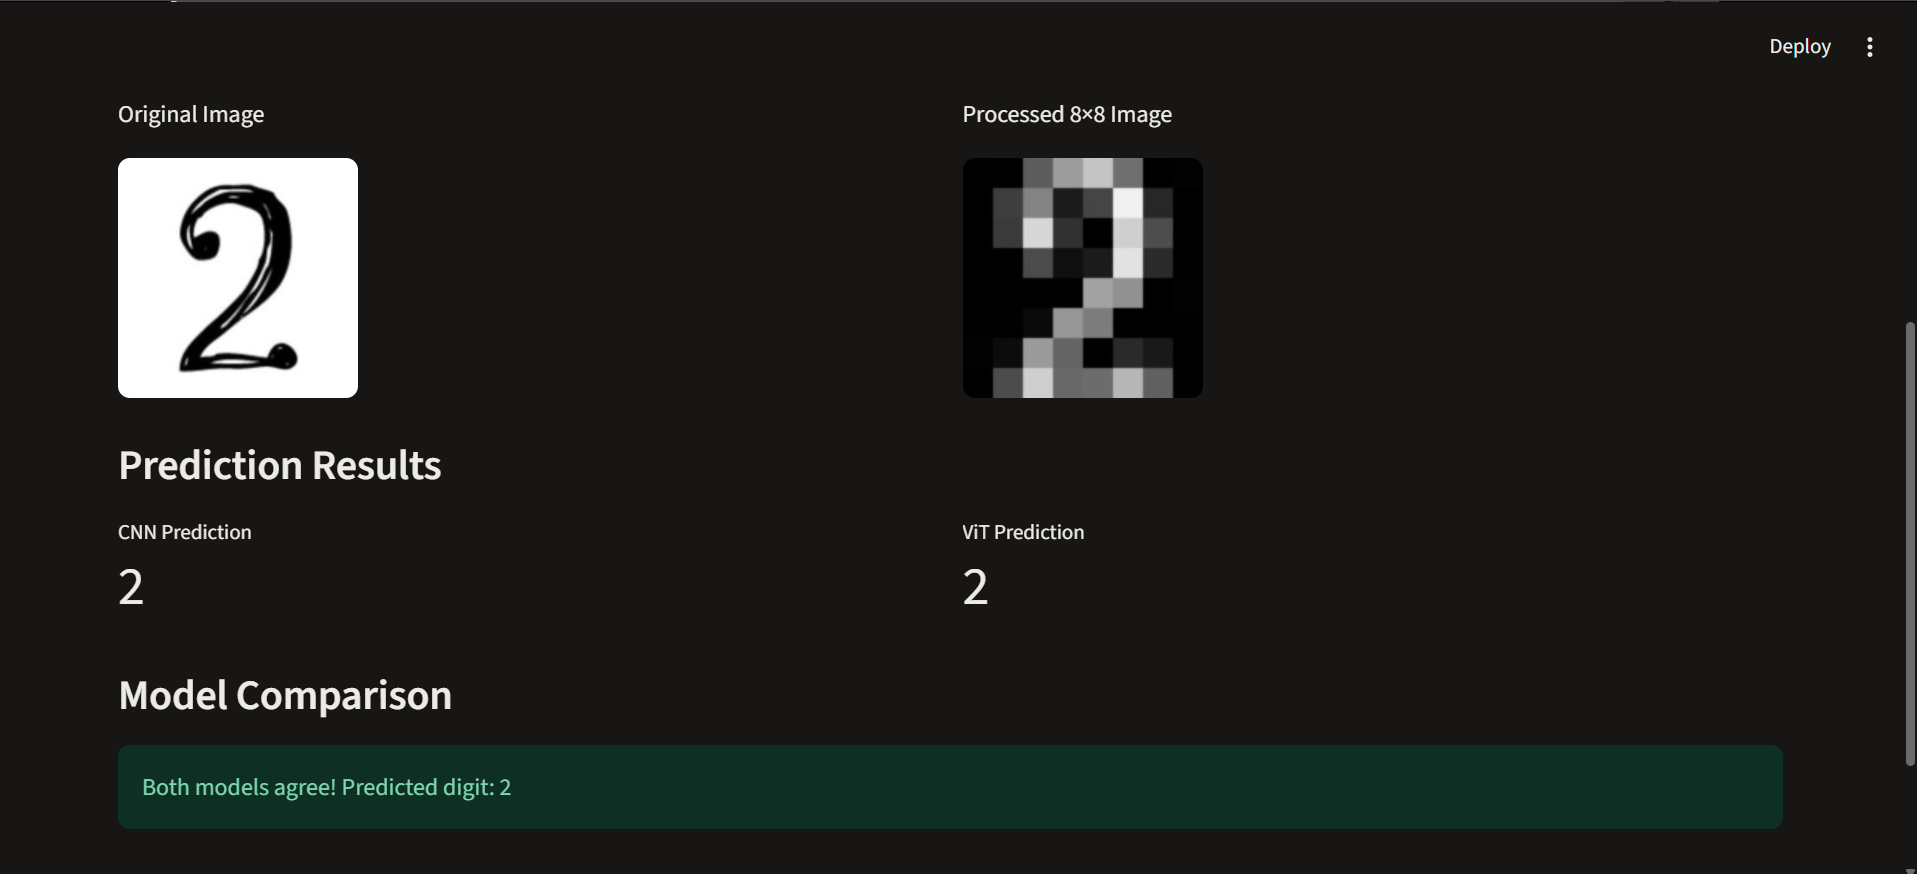 Deploy
Original Image
Processed 8×8 Image
2
Prediction Results
CNN Prediction
ViT Prediction
2
2
Model Comparison
Both models agree! Predicted digit: 2